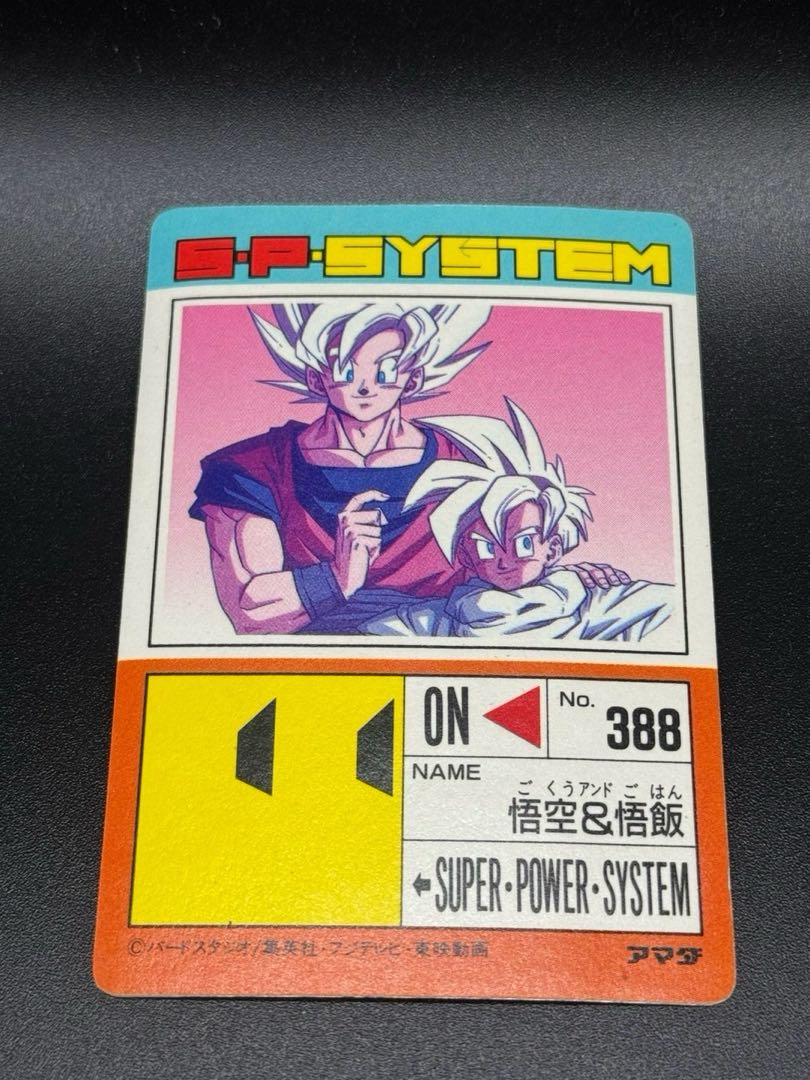 S·P·SYSTEM
ON
No. 388
NAME
ごくうアンドごはん
悟空&悟飯
←SUPER·POWER·SYSTEM
©バードスタジオ/集英社・フジテレビ・東映動画
アマダ